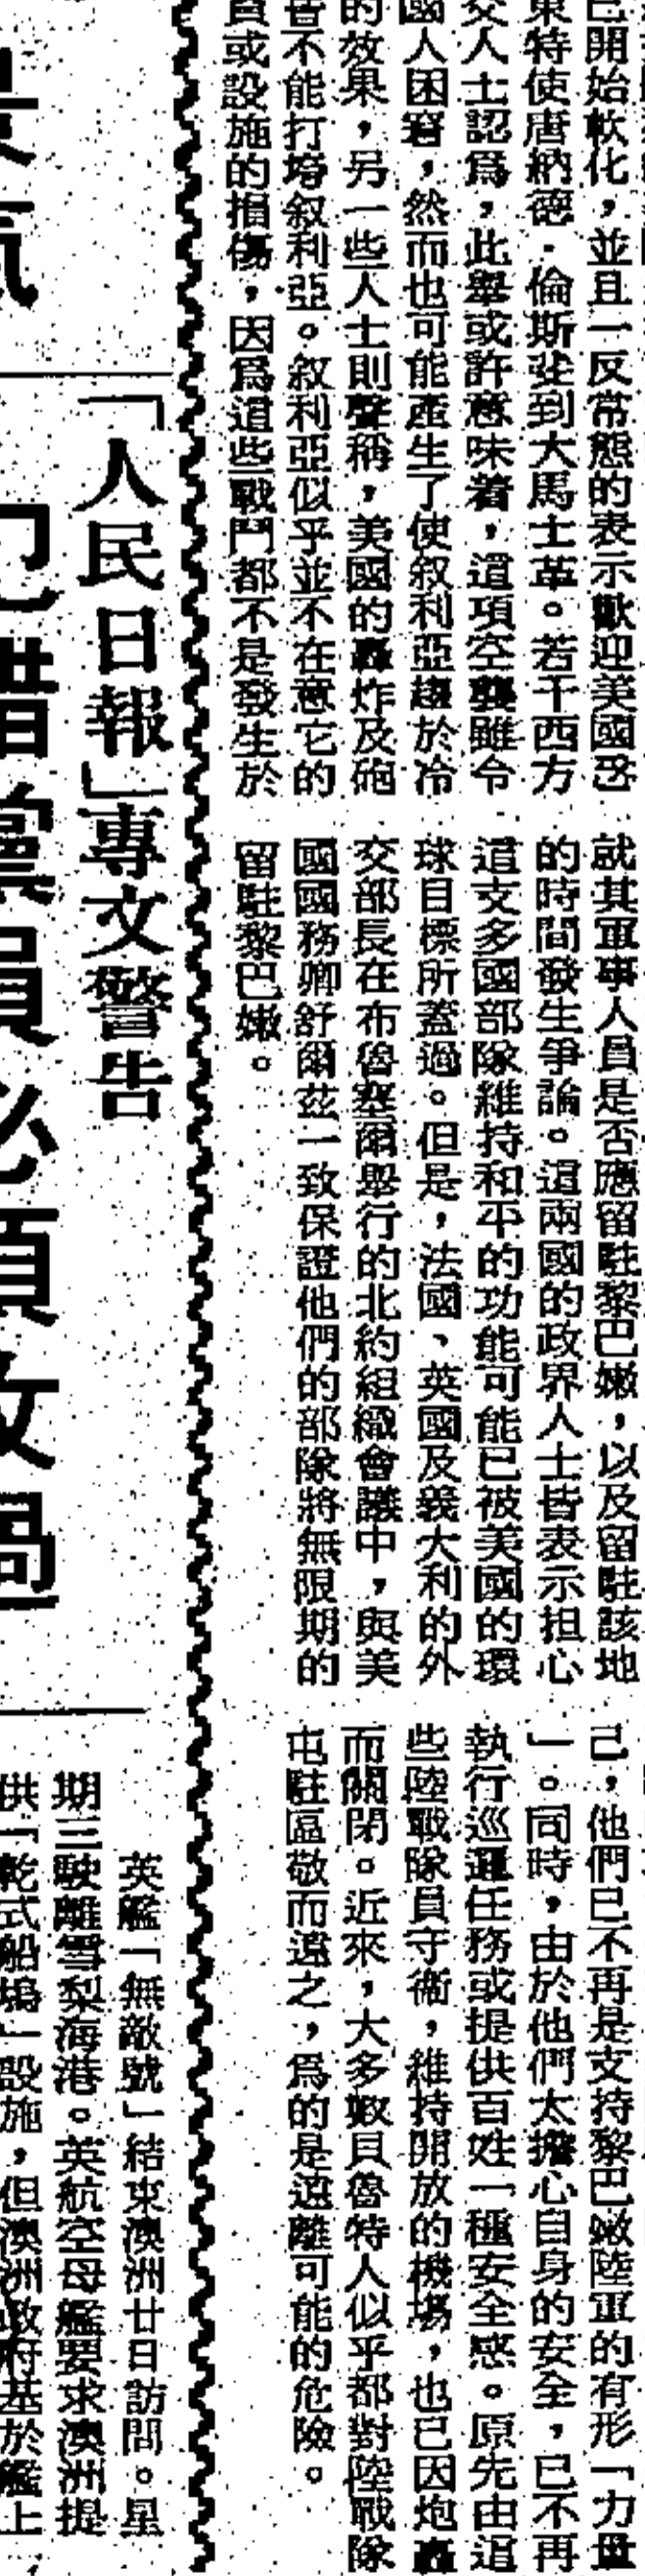 已開始軟化，並且一反常態的表示歡迎美國
東特使唐納德．倫斯斐到大馬士革。若干西方
交人士認爲，此舉或許意味着，這項空襲雖令
國人困窘，然而也可能產生了使叙利亞趨於冷
的效果，另一些人士則聲稱，美國的轟炸及砲
皆不能打垮叙利亞。叙利亞似乎並不在意它的
員或設施的損傷，因爲這些戰鬥都不是發生於
就其軍事人員是否應留駐黎巴嫩，以及留駐該地
的時間發生爭論。這兩國的政界人士皆表示担心
這支多國部隊維持和平的功能可能已被美國的環
球目標所蓋過。但是，法國、英國及義大利的外
交部長在布魯塞爾舉行的北約組織會議中，與美
國國務卿舒爾茲一致保證他們的部隊將無限期的
留駐黎巴嫩。
己，他們已不再是支持黎巴嫩陸軍的有形「力量
」。同時，由於他們太擔心自身的安全，已不再
執行巡邏任務或提供百姓一種安全感。原先由這
些陸戰隊員守衞，維持開放的機場，也已因炮轟
而關閉。近來，大多數貝魯特人似乎都對陸戰隊
屯駐區敬而遠之，爲的是遠離可能的危險。
「人民日報」專文警告
犯錯黨員必須改過
英艦「無敵號」結束澳洲廿日訪問。星
期三駛離雪梨海港。英航空母艦要求澳洲提
供「乾式船塢」設施，但澳洲政府基於艦上
景氣